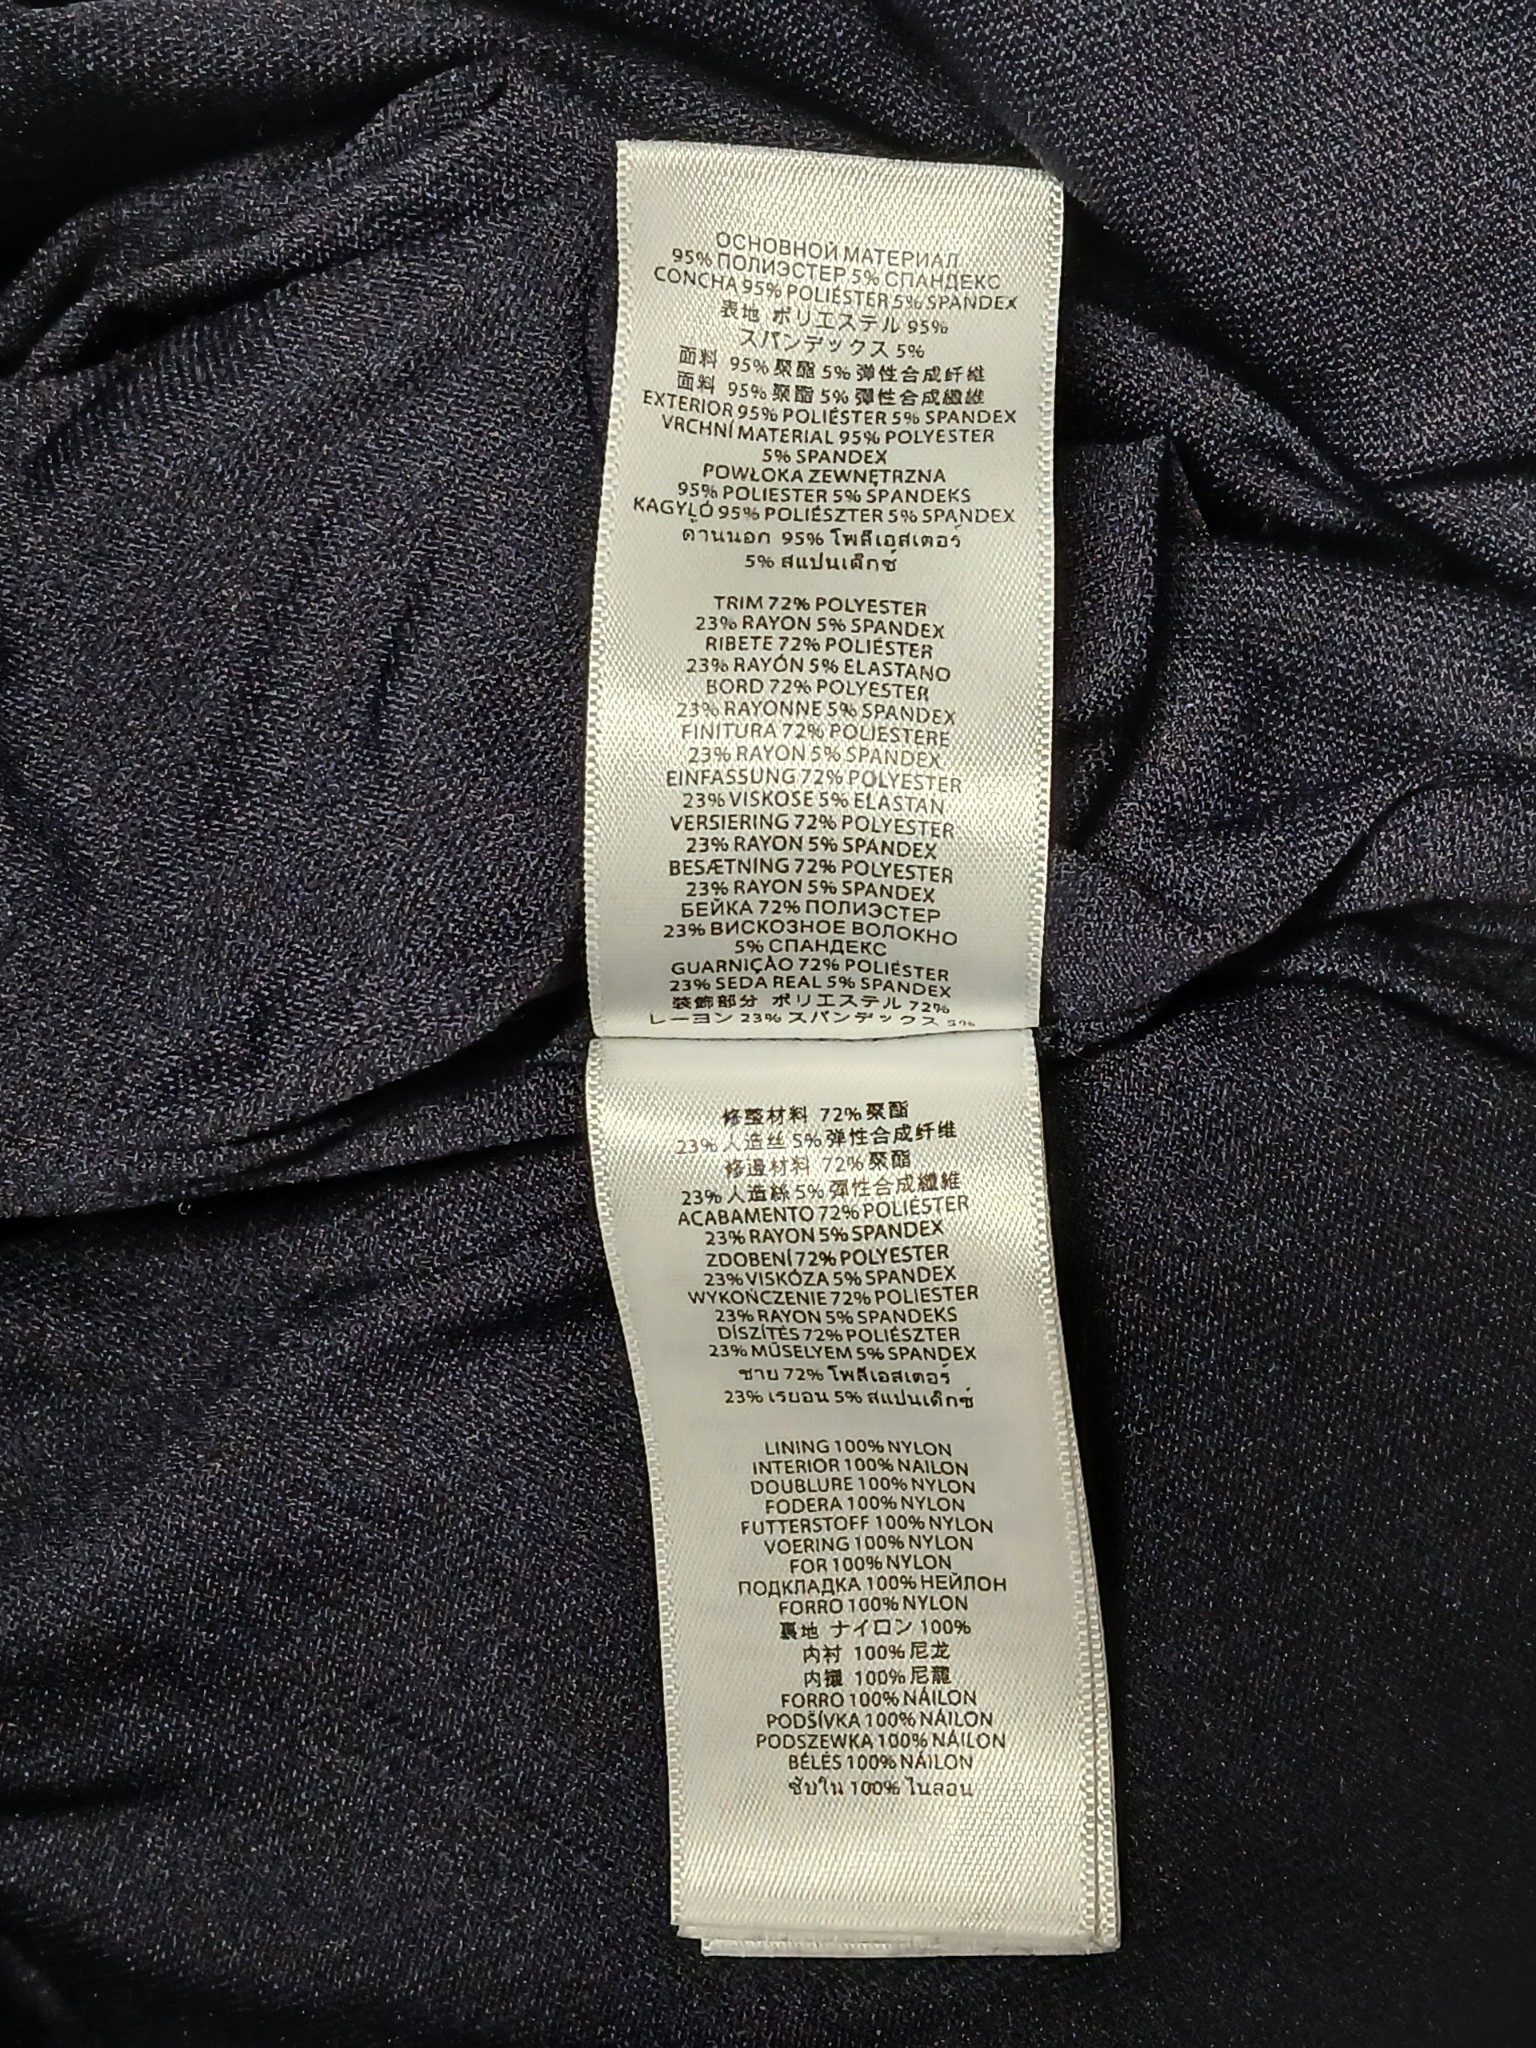 ОСНОВНОЙ МАТЕРИАЛ
95% ПОЛИЭСТЕР 5% СПАНДЕКС
CONCHA 95% POLIÉSTER 5% SPANDEX
表地 ポリエステル 95%
スパンデックス 5%
面料 95% 聚酯 5% 弹性合成纤维
面料 95% 聚酯 5% 彈性合成纖維
EXTERIOR 95% POLIÉSTER 5% SPANDEX
VRCHNÍ MATERIAL 95% POLYESTER
5% SPANDEX
POWŁOKA ZEWNĘTRZNA
95% POLIESTER 5% SPANDEKS
KAGYLÓ 95% POLIÉSZTER 5% SPANDEX
ด้านนอก 95% โพลีเอสเตอร์
5% สแปนเด็กซ์
TRIM 72% POLYESTER
23% RAYON 5% SPANDEX
RIBETE 72% POLIÉSTER
23% RAYÓN 5% ELASTANO
BORD 72% POLYESTER
23% RAYONNE 5% SPANDEX
FINITURA 72% POLIESTERE
23% RAYON 5% SPANDEX
EINFASSUNG 72% POLYESTER
23% VISKOSE 5% ELASTAN
VERSIERING 72% POLYESTER
23% RAYON 5% SPANDEX
BESÆTNING 72% POLYESTER
23% RAYON 5% SPANDEX
БЕЙКА 72% ПОЛИЭСТЕР
23% ВИСКОЗНОЕ ВОЛОКНО
5% СПАНДЕКС
GUARNIÇÃO 72% POLIÉSTER
23% SEDA REAL 5% SPANDEX
装飾部分 ポリエステル 72%
レーヨン 23% スパンデックス 5%
修整材料 72% 聚酯
23% 人造丝 5% 弹性合成纤维
修邊材料 72% 聚酯
23% 人造絲 5% 彈性合成纖維
ACABAMENTO 72% POLIÉSTER
23% RAYON 5% SPANDEX
ZDOBENÍ 72% POLYESTER
23% VISKÓZA 5% SPANDEX
WYKOŃCZENIE 72% POLIESTER
23% RAYON 5% SPANDEKS
DÍSZÍTÉS 72% POLIÉSZTER
23% MŰSELYEM 5% SPANDEX
ชาย 72% โพลีเอสเตอร์
23% เรยอน 5% สแปนเด็กซ์
LINING 100% NYLON
INTERIOR 100% NAILON
DOUBLURE 100% NYLON
FODERA 100% NYLON
FUTTERSTOFF 100% NYLON
VOERING 100% NYLON
FOR 100% NYLON
ПОДКЛАДКА 100% НЕЙЛОН
FORRO 100% NYLON
裏地 ナイロン 100%
内衬 100% 尼龙
内襯 100% 尼龍
FORRO 100% NÁILON
PODŠÍVKA 100% NÁILON
PODSZEWKA 100% NÁILON
BÉLÉS 100% NÁILON
ซับใน 100% ไนลอน